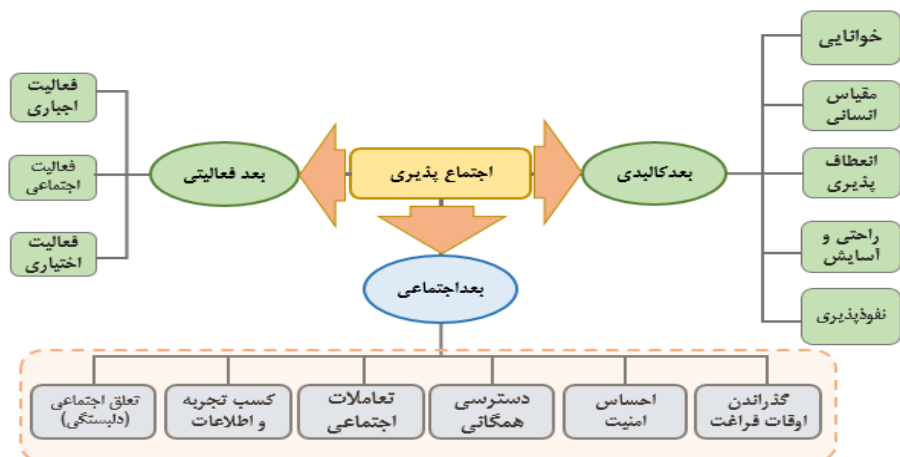 خوانایی
مقیاس
انسانی
انعطاف
پذیری
راحتی و
آسایش
نفوذپذیری
بعدکالبدی
اجتماع پذیری
بعد فعالیتی
فعالیت
اجباری
فعالیت
اجتماعی
فعالیت
اختیاری
بعداجتماعی
گذراندن
اوقات فراغت
احساس
امنیت
دسترسی
همگانی
تعاملات
اجتماعی
کسب تجربه
و اطلاعات
تعلق اجتماعی
(دلبستگی)